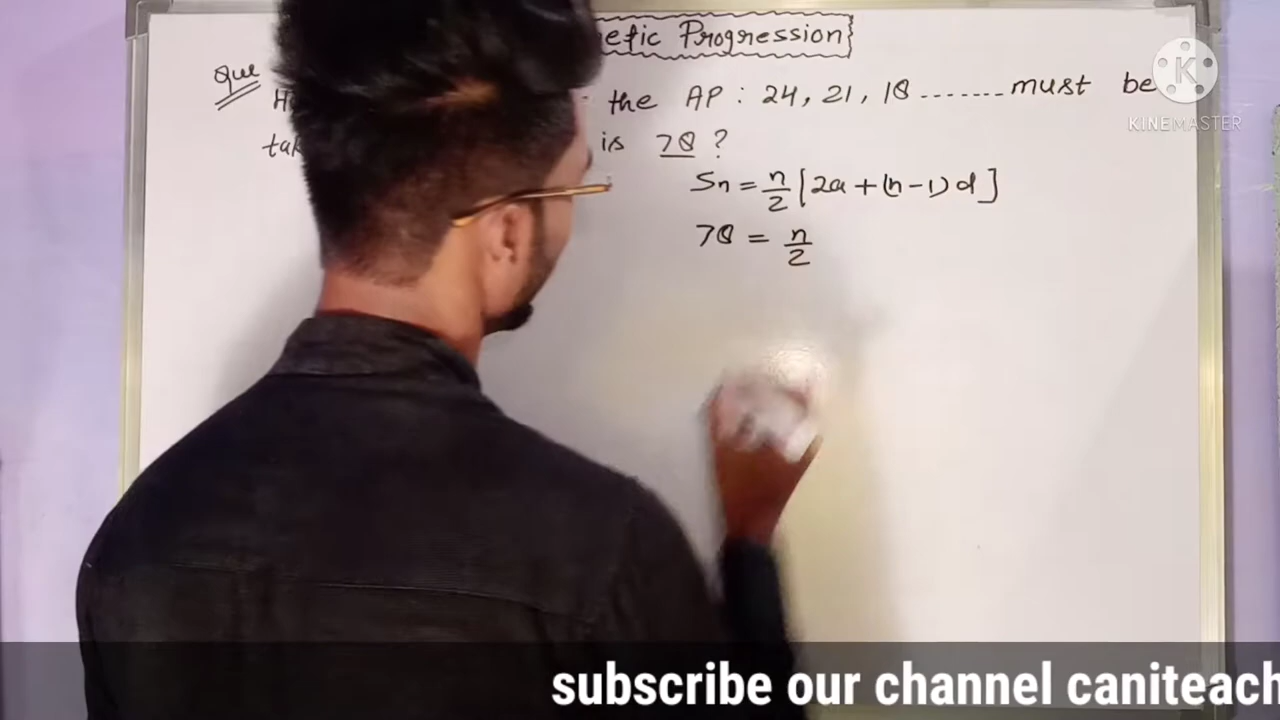 efic Progression
Que H the AP : 24, 21, 18 ....... must be
tak is 78 ?
Sn = n/2 [2a + (n-1) d]
78 = n/2
K
KINEMASTER
subscribe our channel caniteach